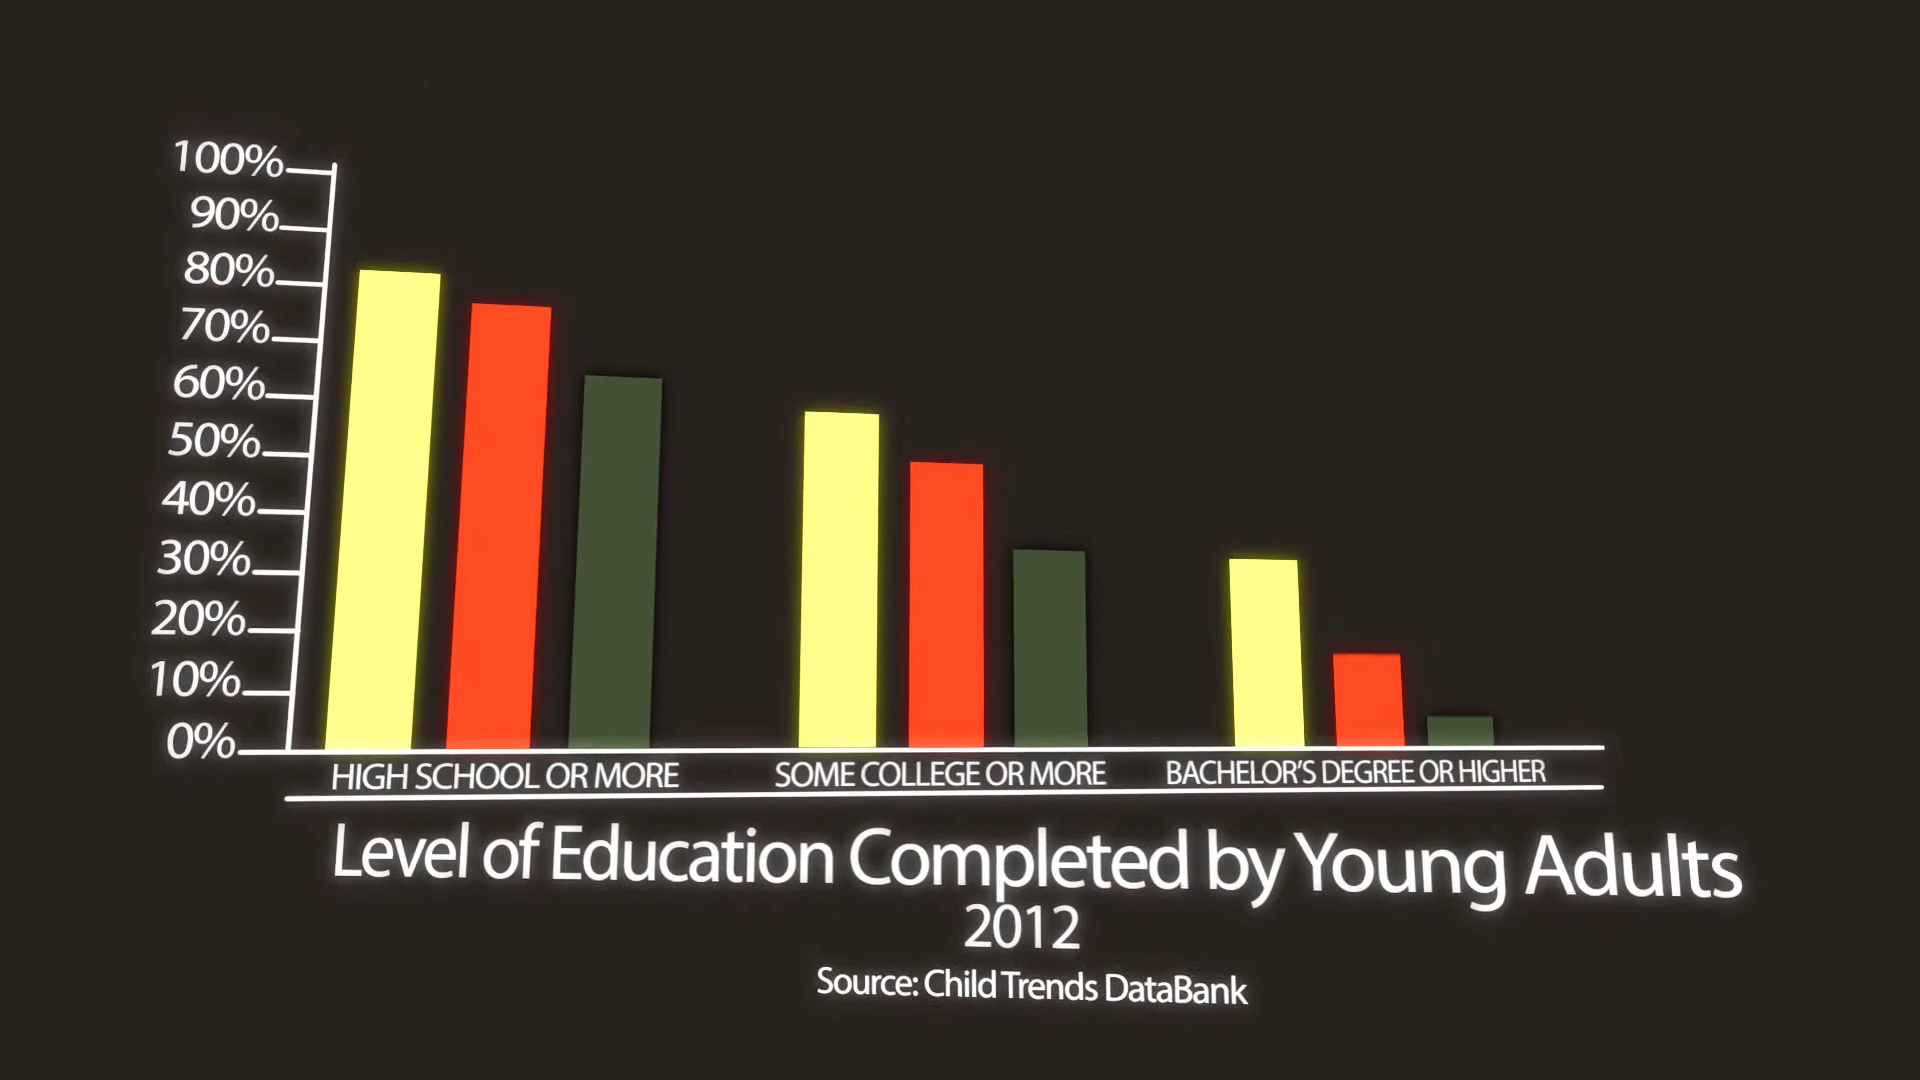 100%
90%
80%
70%
60%
50%
40%
30%
20%
10%
0%
HIGH SCHOOL OR MORE
SOME COLLEGE OR MORE
BACHELOR'S DEGREE OR HIGHER
Level of Education Completed by Young Adults
2012
Source: Child Trends DataBank